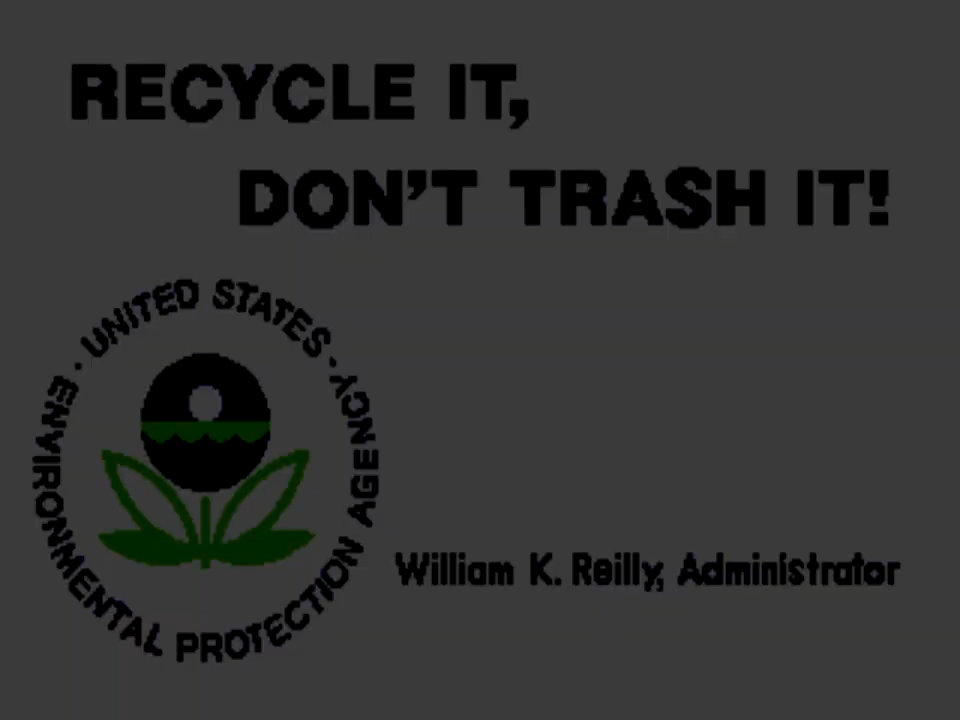 RECYCLE IT,
DON'T TRASH IT!
UNITED STATES · ENVIRONMENTAL PROTECTION AGENCY ·
William K. Reilly, Administrator